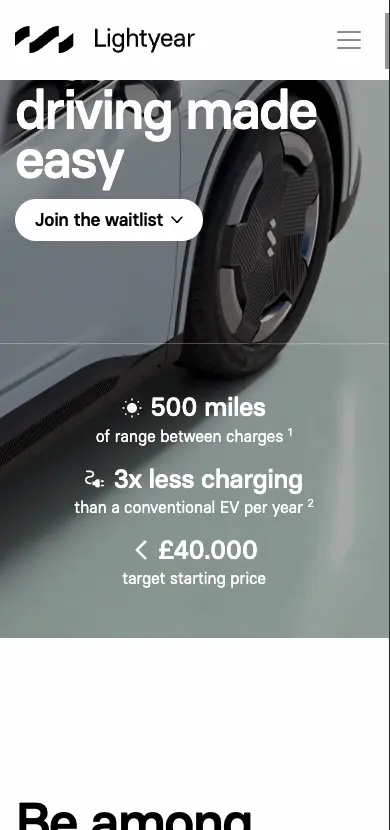 Lightyear
driving made
easy
Join the waitlist
500 miles
of range between charges 1
3x less charging
than a conventional EV per year 2
< £40.000
target starting price
Be among